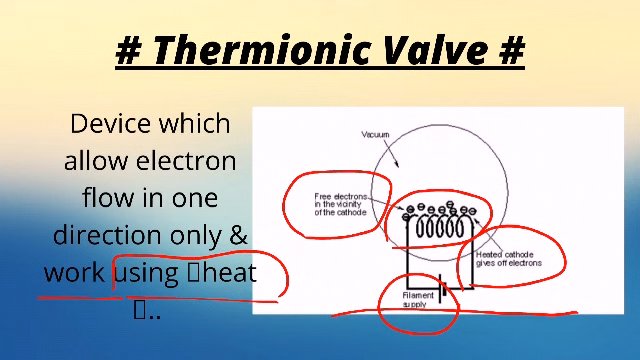 # Thermionic Valve #
Device which
allow electron
flow in one
direction only &
work using heat
..
Vacuum
Free electrons
in the vicinity
of the cathode
Heated cathode
gives off electrons
Filament
supply